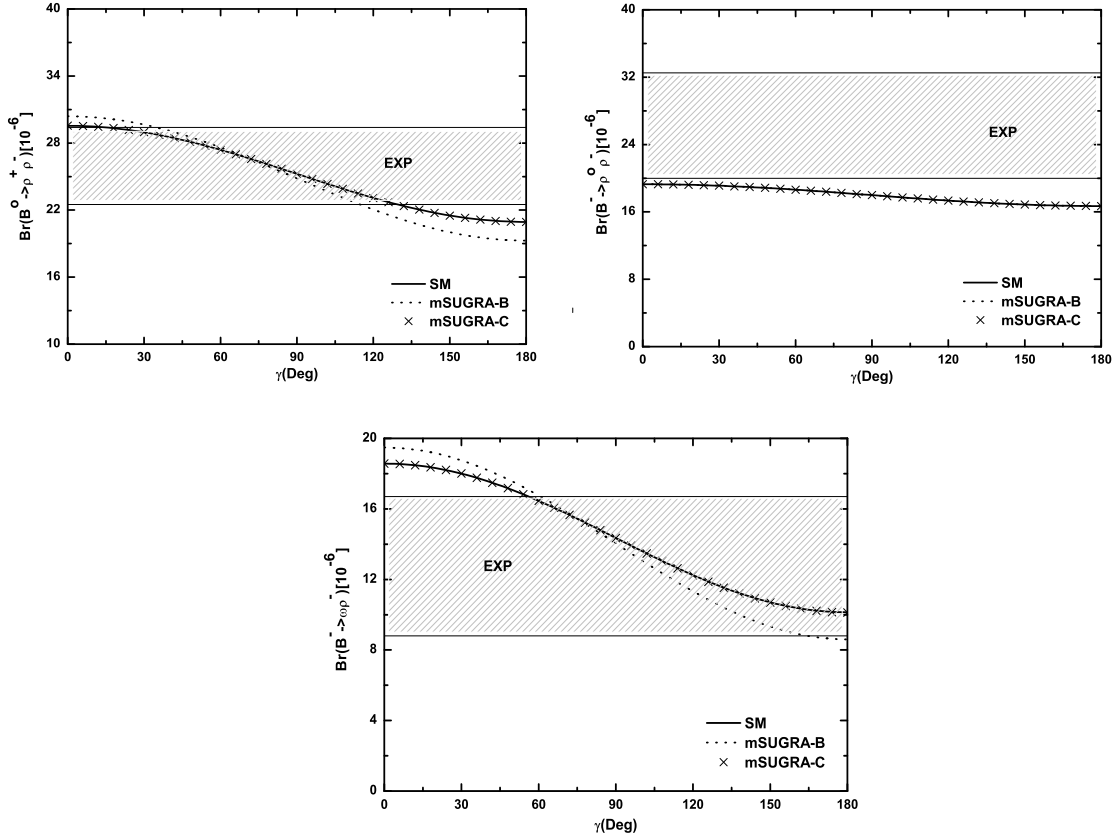 40
34
28
22
16
10
Br(B⁰->ρ⁺ρ⁻)[10⁻⁶]
EXP
SM
mSUGRA-B
mSUGRA-C
0 30 60 90 120 150 180
γ(Deg)
40
32
24
16
8
0
Br(B⁻->ρ⁰ρ⁻)[10⁻⁶]
EXP
SM
mSUGRA-B
mSUGRA-C
0 30 60 90 120 150 180
γ(Deg)
20
16
12
8
4
0
Br(B⁻->ωρ⁻)[10⁻⁶]
EXP
SM
mSUGRA-B
mSUGRA-C
0 30 60 90 120 150 180
γ(Deg)